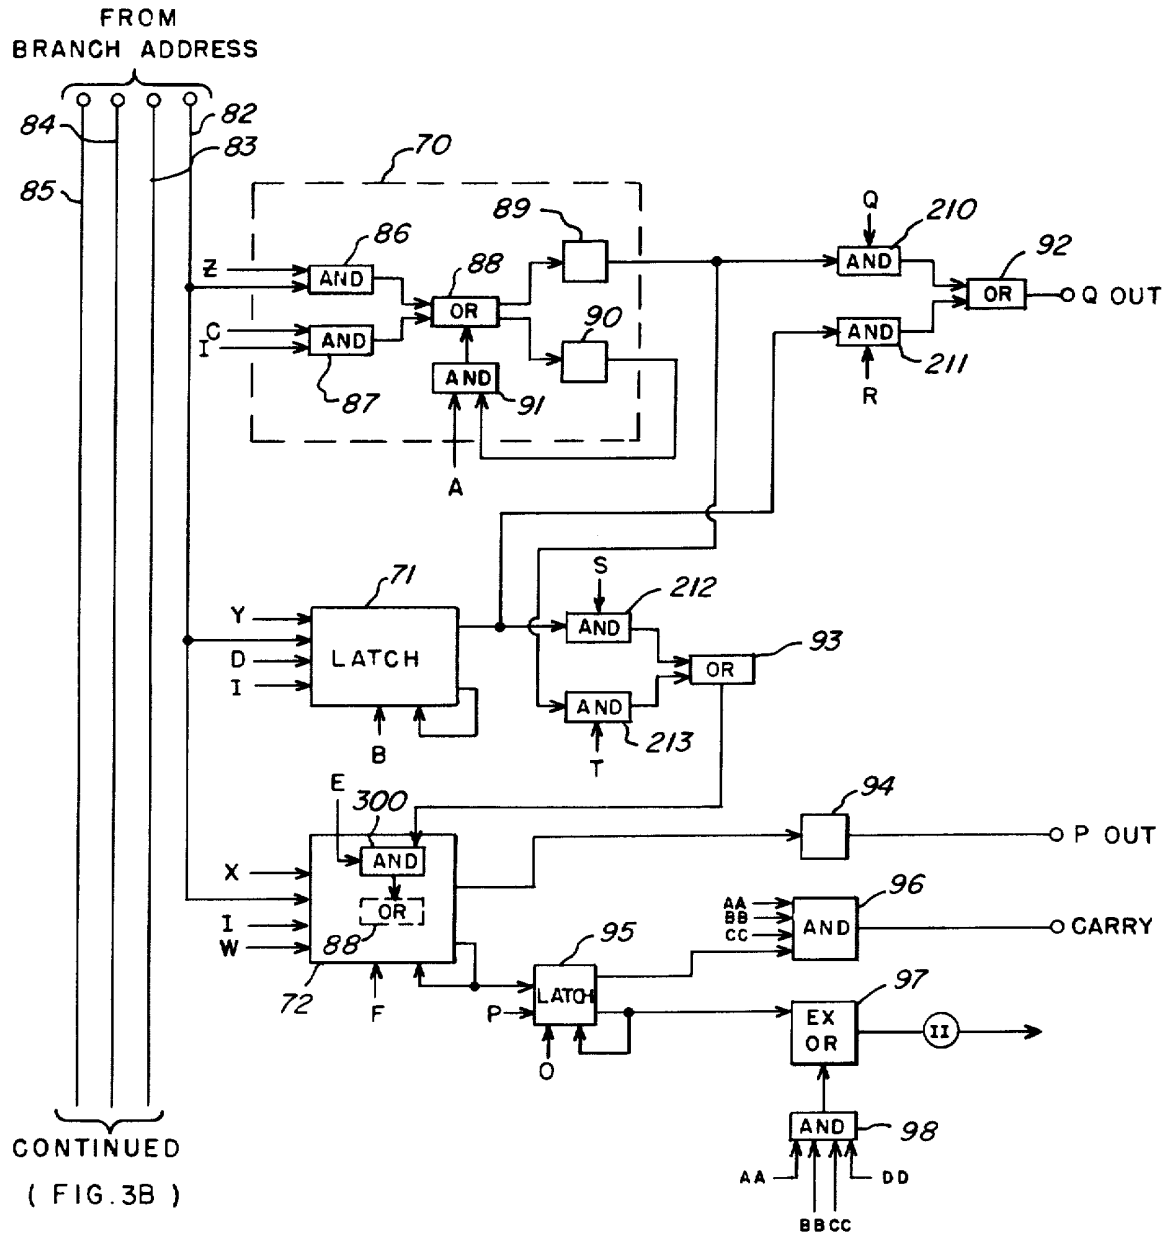 FROM
BRANCH ADDRESS
84
82
83
85
70
86
88
89
90
87
91
Z
C
I
AND
AND
OR
AND
A
Q
210
AND
92
OR
Q OUT
AND
211
R
71
Y
D
I
LATCH
B
S
212
AND
93
OR
AND
213
T
E
300
AND
OR
88
X
I
W
72
F
94
P OUT
95
LATCH
P
O
AA
BB
CC
96
AND
CARRY
97
EX
OR
II
AND
98
AA
DD
BB CC
CONTINUED
( FIG. 3B )